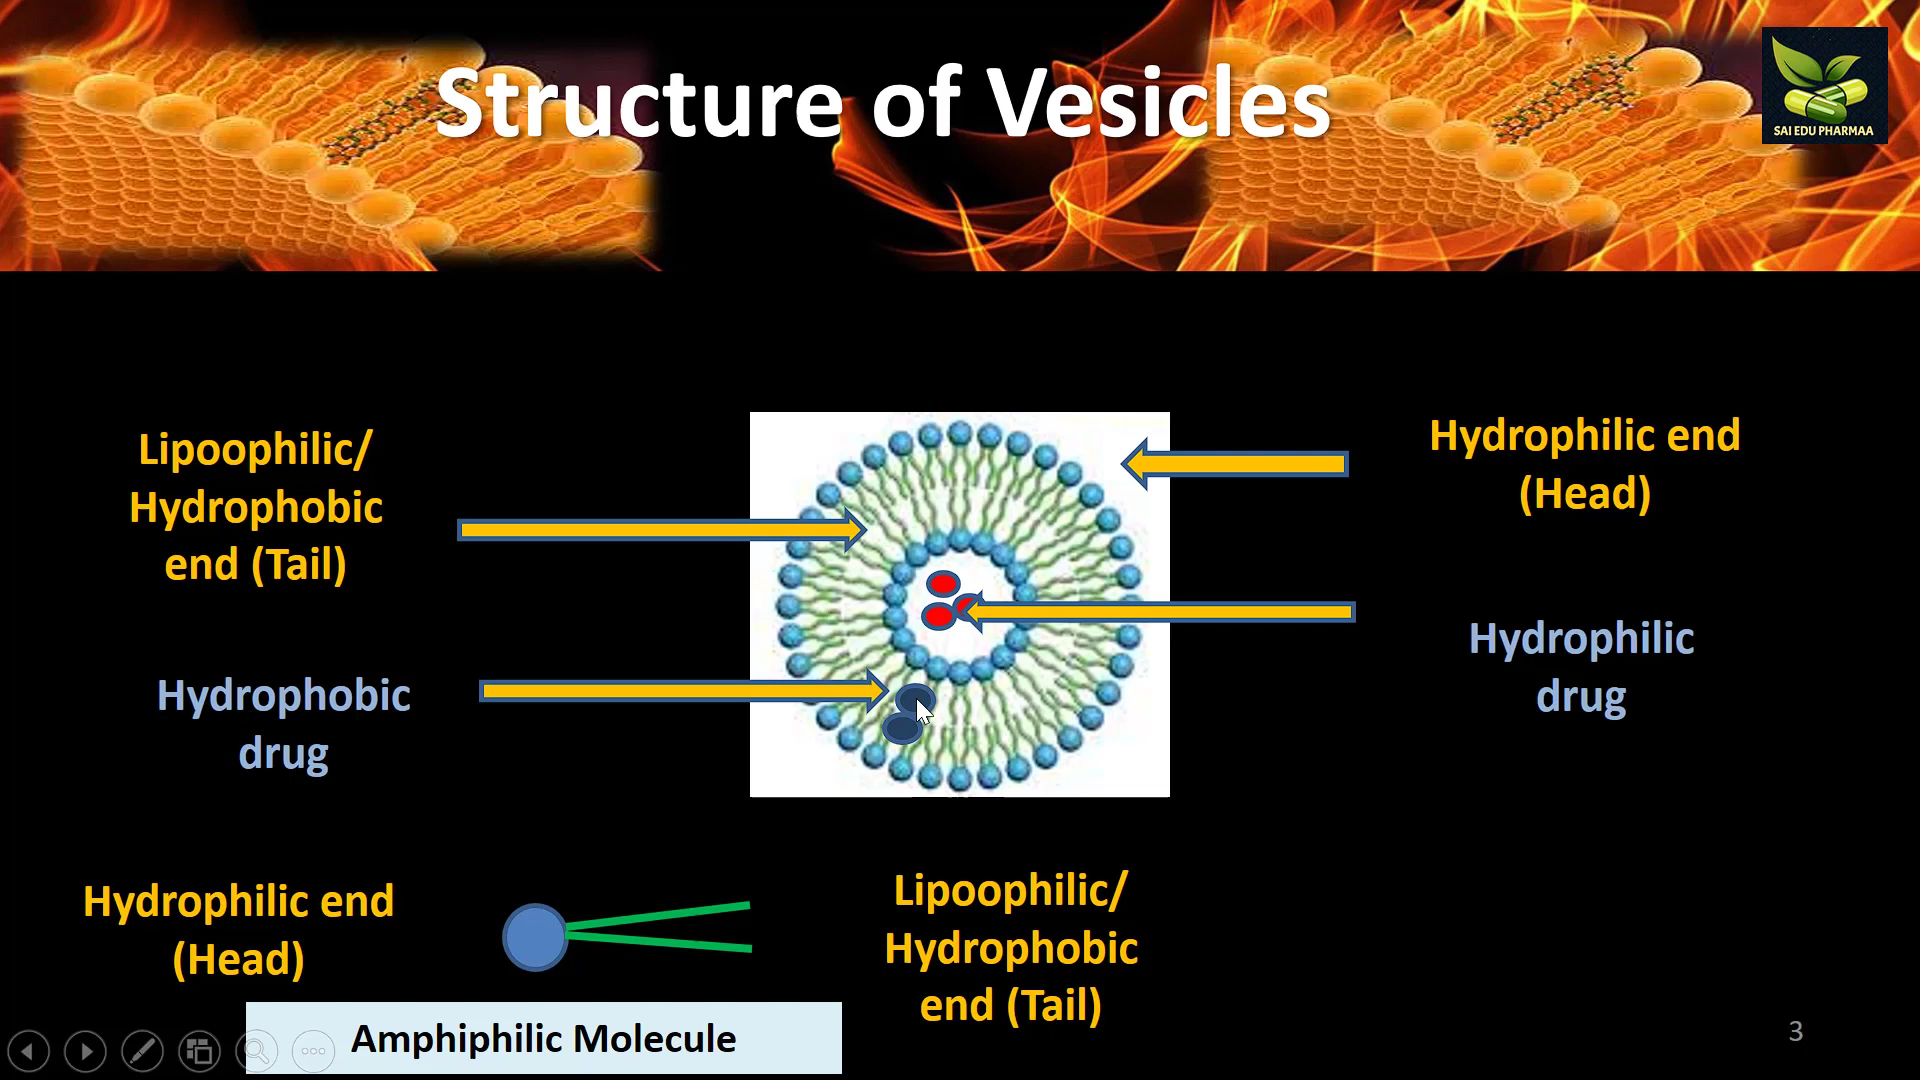 Structure of Vesicles
SAI EDU PHARMAA
Lipoophilic/
Hydrophobic
end (Tail)
Hydrophilic end
(Head)
Hydrophobic
drug
Hydrophilic
drug
Hydrophilic end
(Head)
Lipoophilic/
Hydrophobic
end (Tail)
Amphiphilic Molecule
3